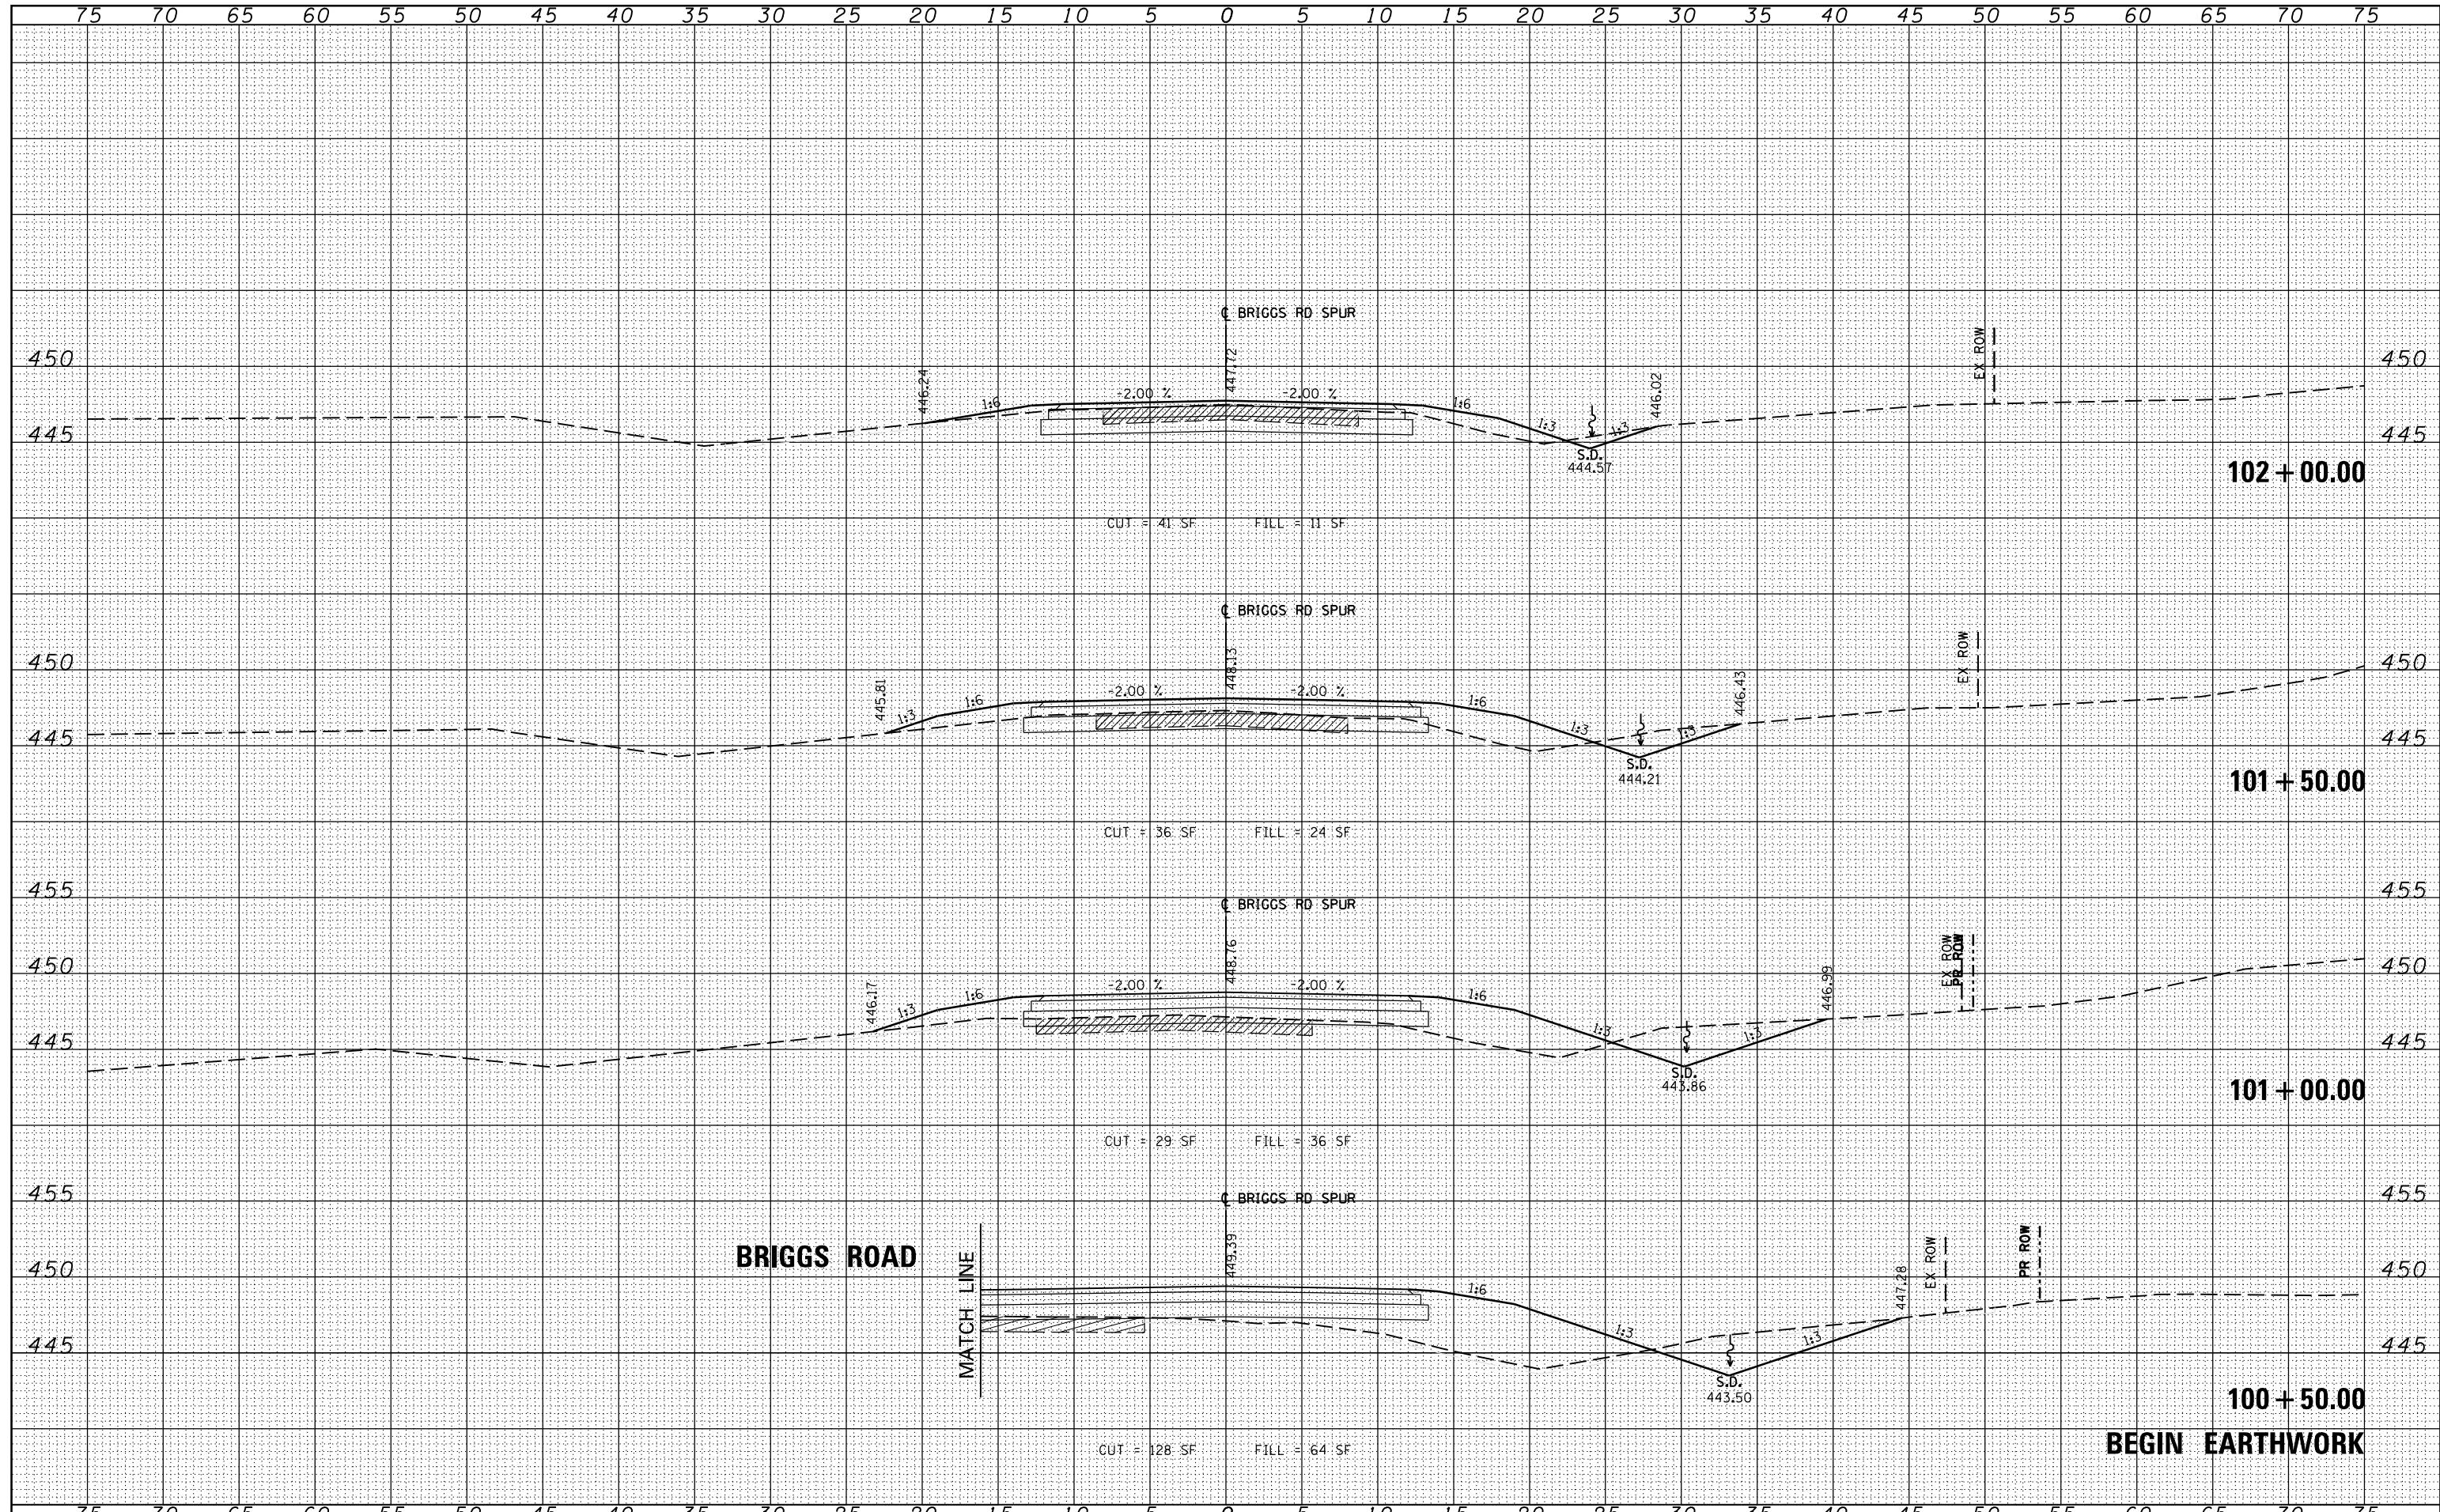 75 70 65 60 55 50 45 40 35 30 25 20 15 10 5 0 5 10 15 20 25 30 35 40 45 50 55 60 65 70 75
℄ BRIGGS RD SPUR
447.72
EX ROW
450 450
446.24
446.02
1:6 -2.00 % -2.00 % 1:6
1:3 1:3
445 445
S.D.
444.57
102 + 00.00
CUT = 41 SF FILL = 11 SF
℄ BRIGGS RD SPUR
448.13
EX ROW
450 450
445.81
446.43
1:3 1:6 -2.00 % -2.00 % 1:6
1:3 1:3
445 445
S.D.
444.21
101 + 50.00
CUT = 36 SF FILL = 24 SF
455 455
℄ BRIGGS RD SPUR
448.76
EX ROW
PR ROW
450 450
446.17
446.99
1:3 1:6 -2.00 % -2.00 % 1:6
1:3 1:3
445 445
S.D.
443.86
101 + 00.00
CUT = 29 SF FILL = 36 SF
455 455
℄ BRIGGS RD SPUR
BRIGGS ROAD
449.39
MATCH LINE
EX ROW
PR ROW
450 450
447.28
1:6
1:3 1:3
445 445
S.D.
443.50
100 + 50.00
BEGIN EARTHWORK
CUT = 128 SF FILL = 64 SF
75 70 65 60 55 50 45 40 35 30 25 20 15 10 5 0 5 10 15 20 25 30 35 40 45 50 55 60 65 70 75